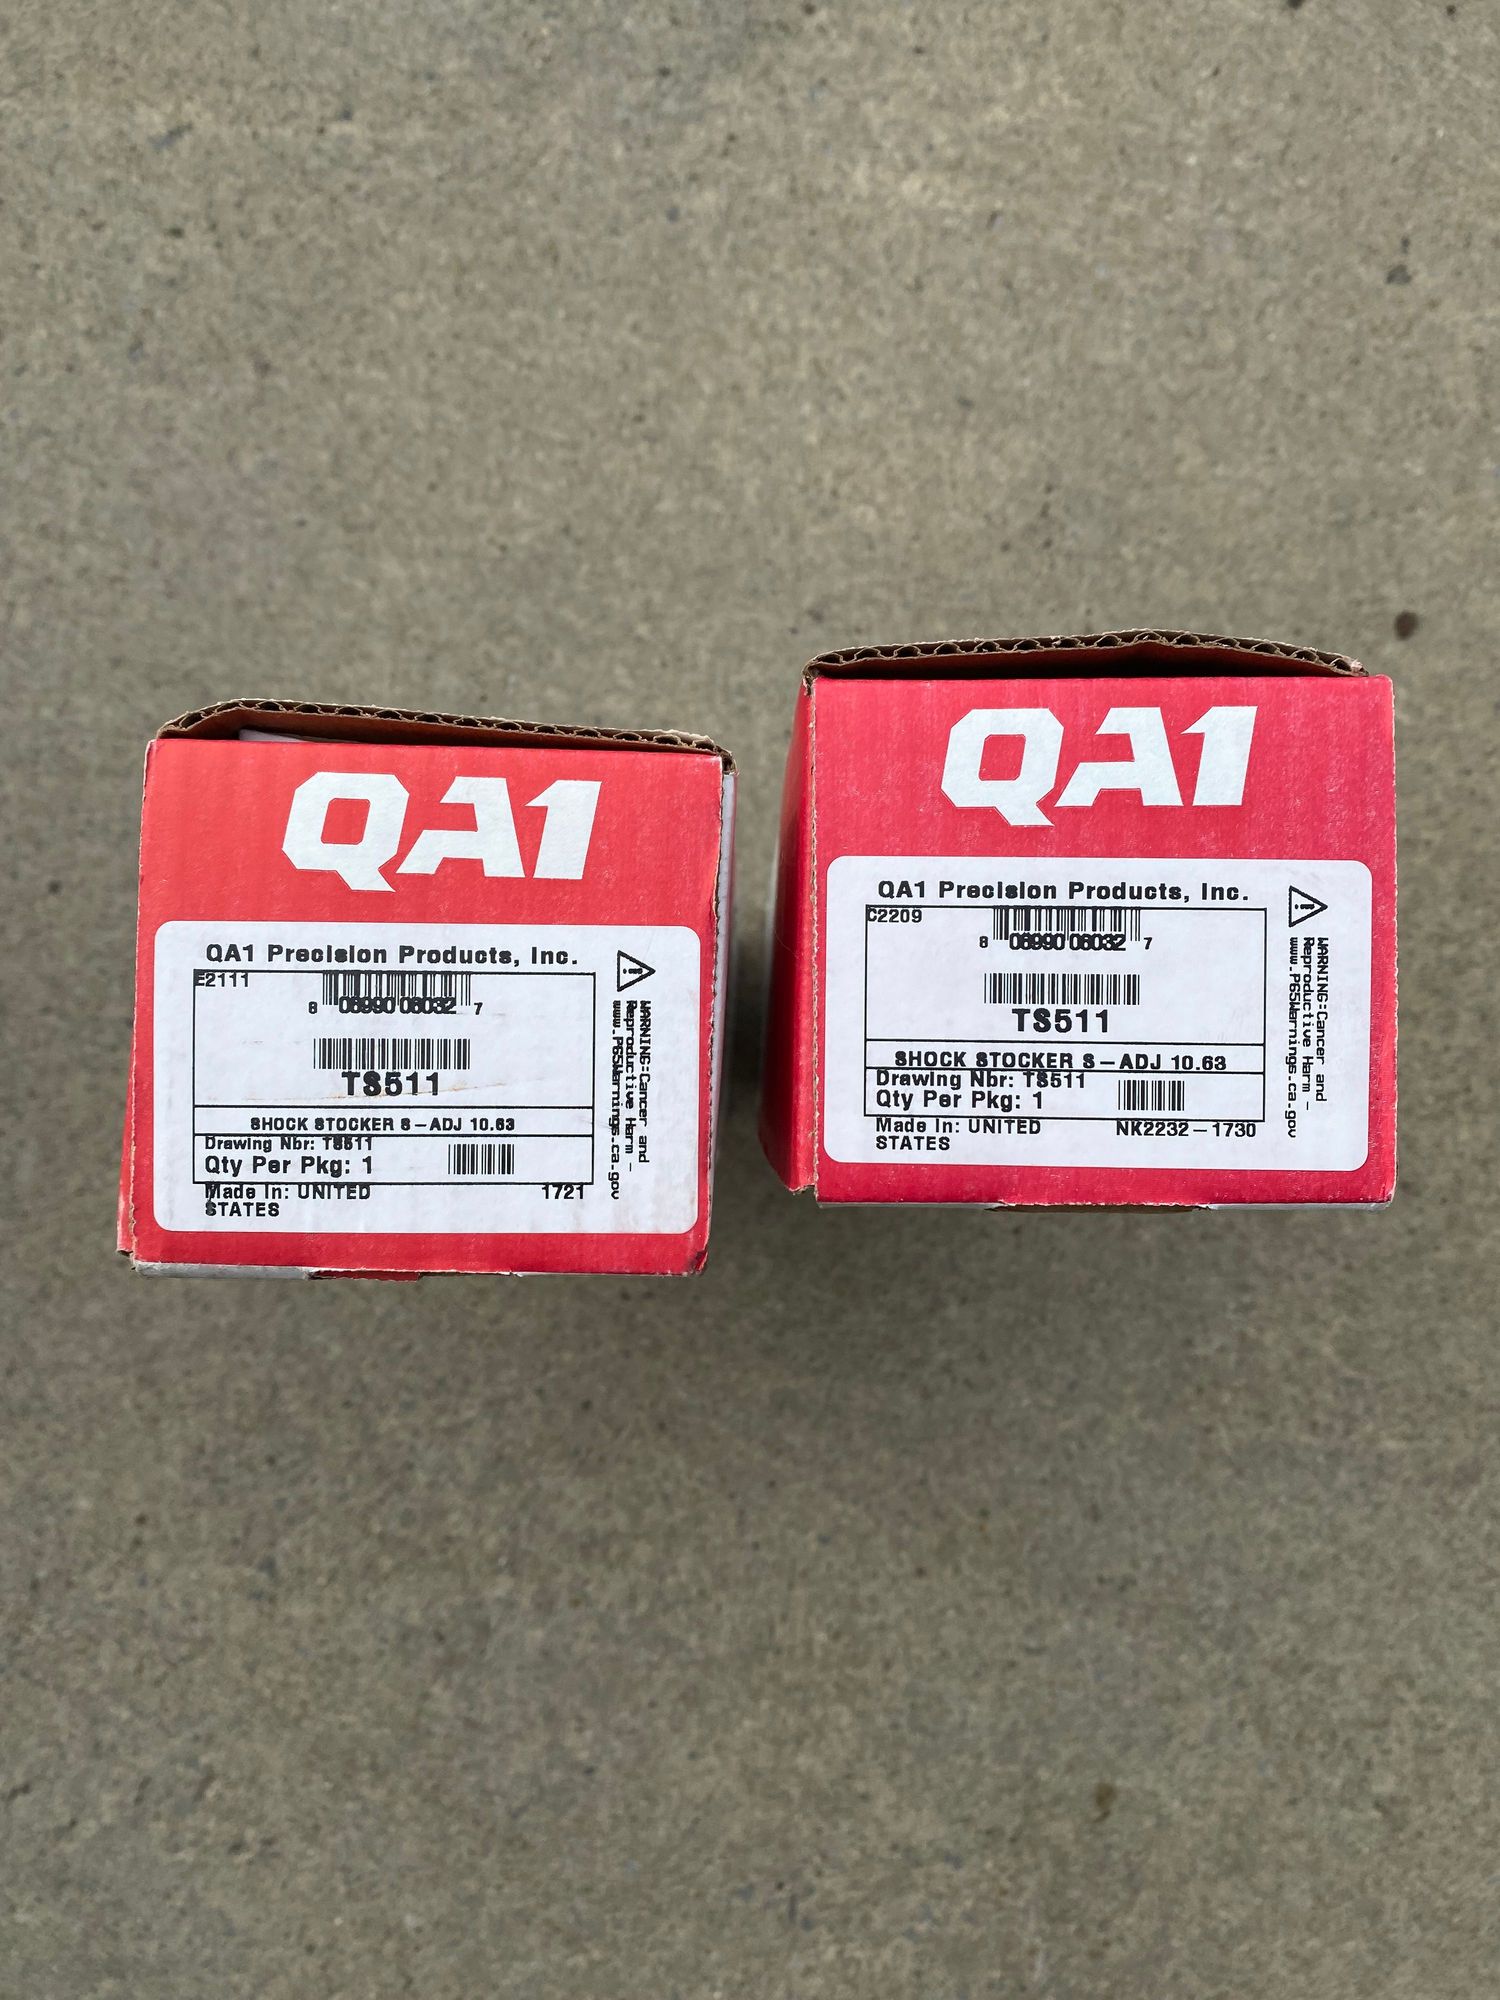 QA1
QA1 Precision Products, Inc.
E2111
8 06990 06032 7
TS511
SHOCK STOCKER S-ADJ 10.63
Drawing Nbr: TS511
Qty Per Pkg: 1
Made In: UNITED
STATES
1721
WARNING:Cancer and
Reproductive Harm -
www.P65Warnings.ca.gov
QA1
QA1 Precision Products, Inc.
C2209
8 06990 06032 7
TS511
SHOCK STOCKER S-ADJ 10.63
Drawing Nbr: TS511
Qty Per Pkg: 1
Made In: UNITED
STATES
NK2232-1730
WARNING:Cancer and
Reproductive Harm -
www.P65Warnings.ca.gov